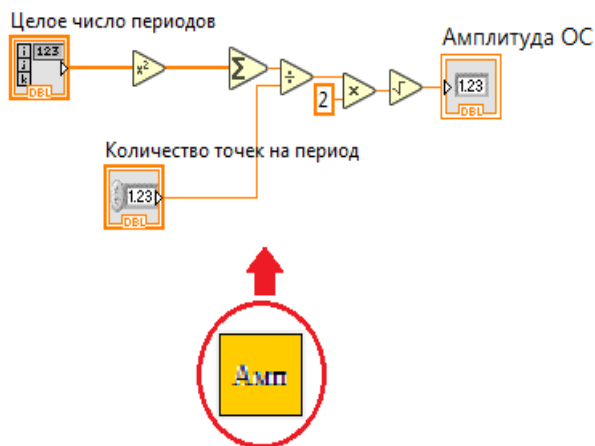 Целое число периодов
i
123
j
k
DBL
x²
Σ
÷
2
×
√
Амплитуда ОС
1.23
DBL
Количество точек на период
1.23
DBL
Амп